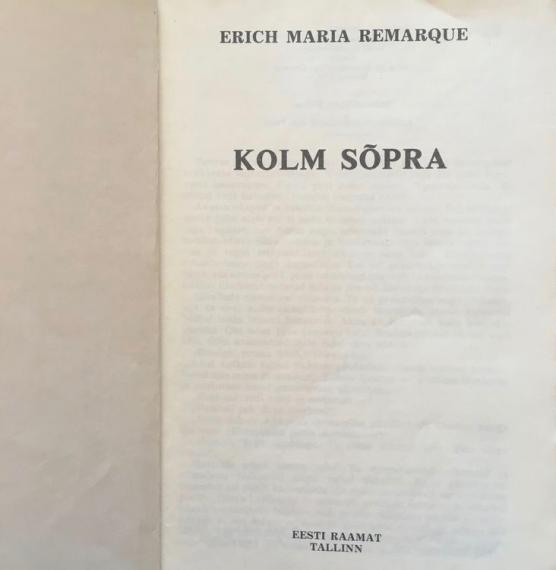 ERICH MARIA REMARQUE
KOLM SÕPRA
EESTI RAAMAT
TALLINN